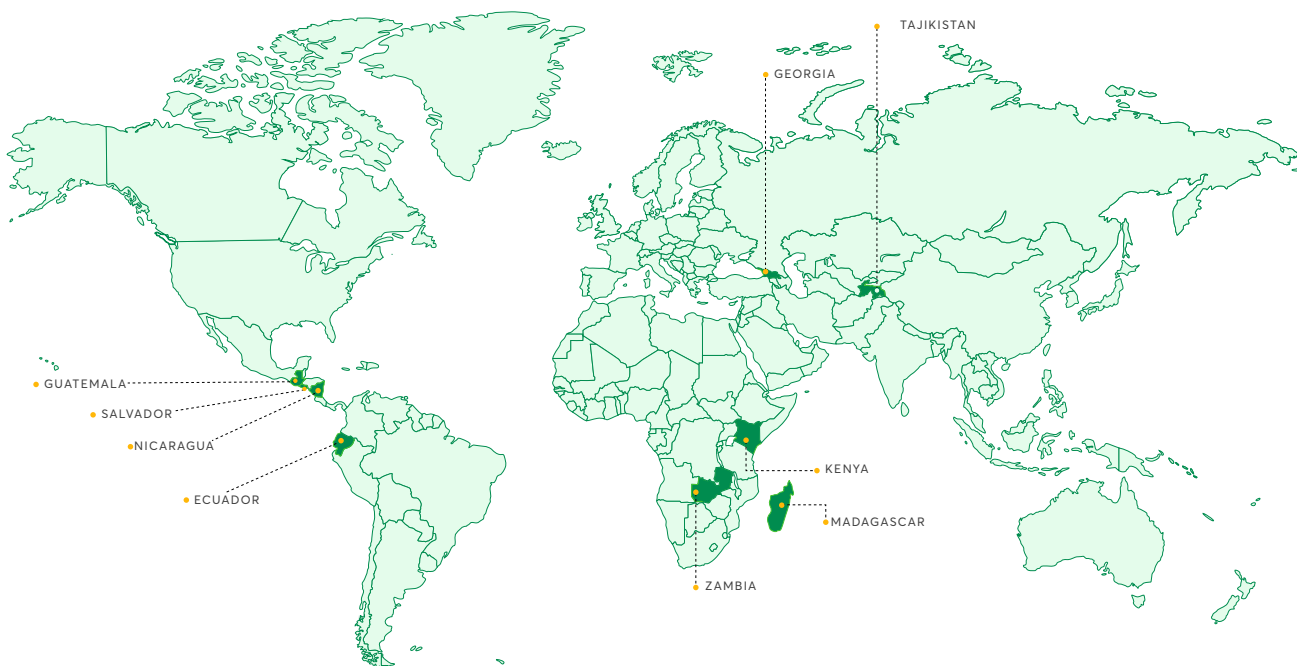 TAJIKISTAN
GEORGIA
GUATEMALA
SALVADOR
NICARAGUA
KENYA
ECUADOR
MADAGASCAR
ZAMBIA